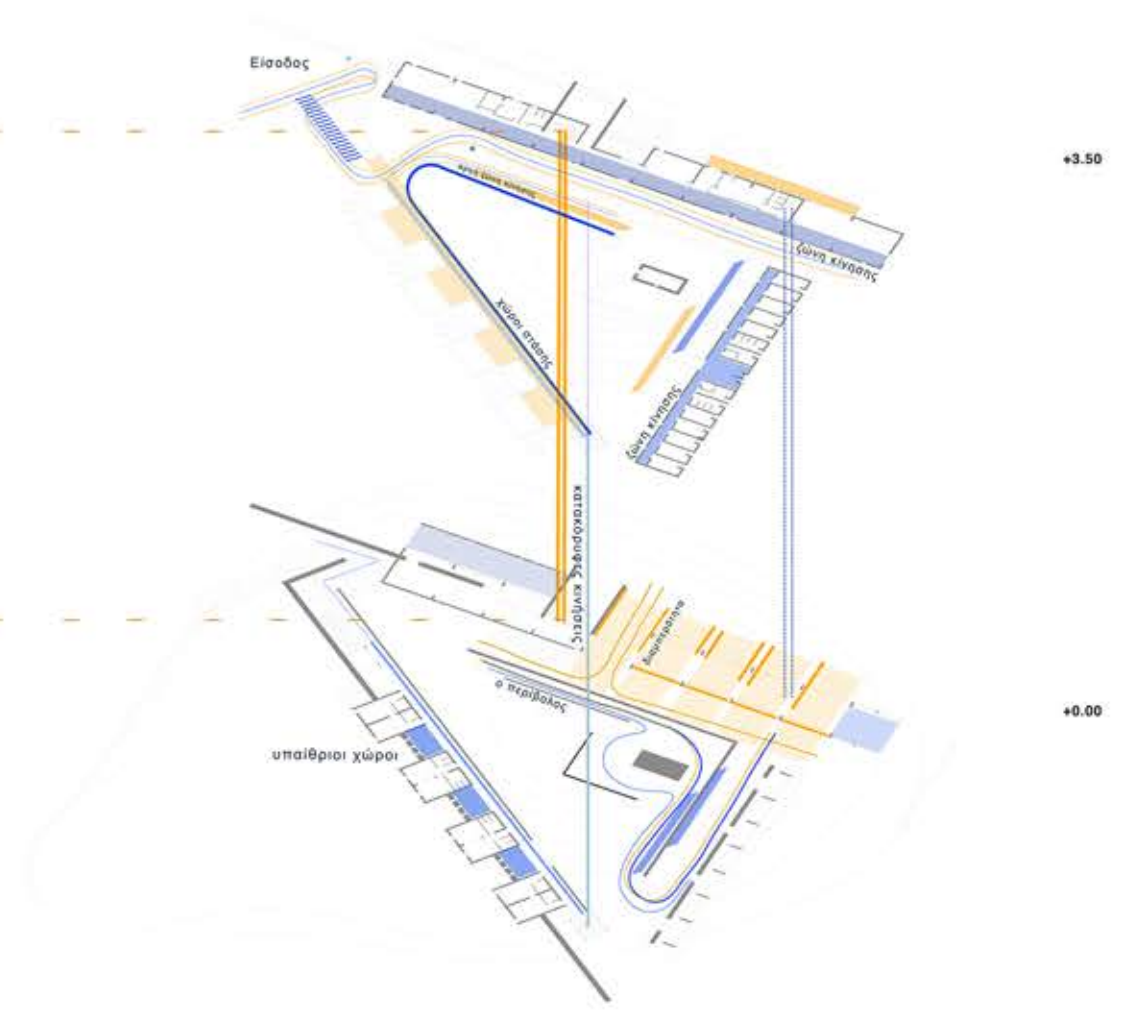 Είσοδος
+3.50
ζώνη κίνησης
χώροι στάσης
ζώνη κίνησης
κατακόρυφες κινήσεις
διαμπερότητα
ο περίβολος
+0.00
υπαίθριοι χώροι